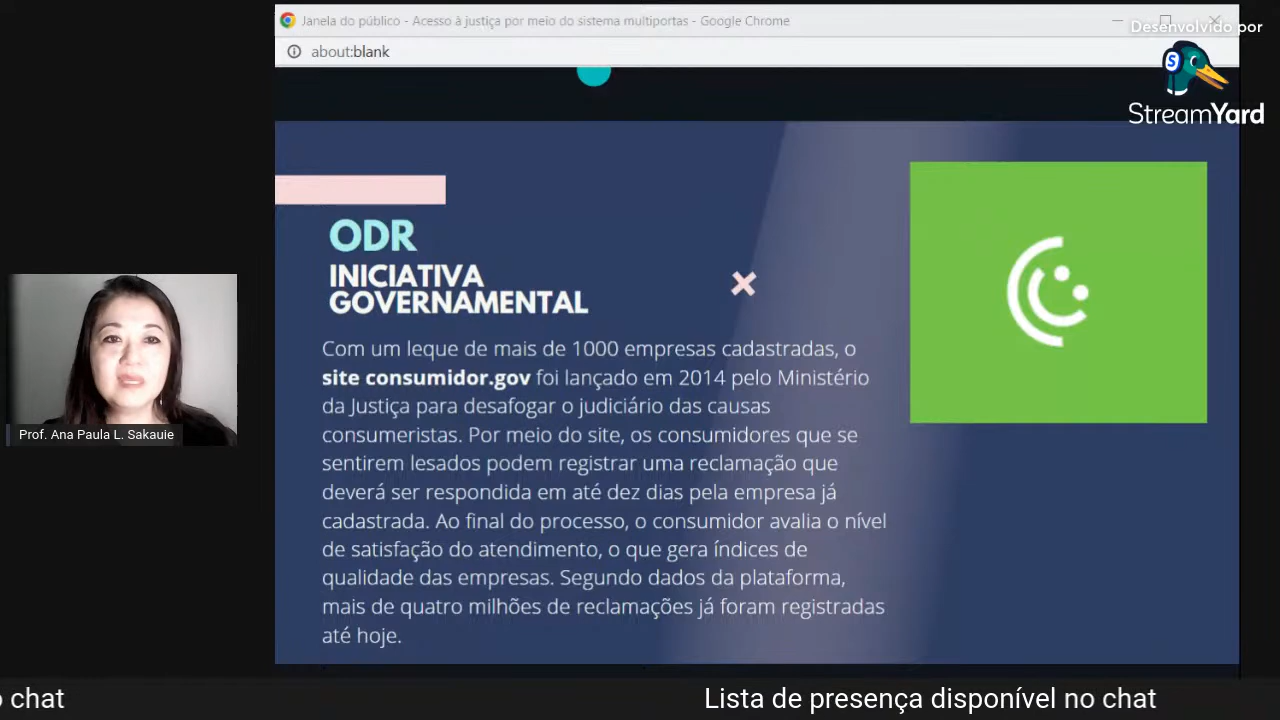 Janela do público - Acesso à justiça por meio do sistema multiportas - Google Chrome
about:blank
Desenvolvido por
S
StreamYard
ODR
INICIATIVA
GOVERNAMENTAL
Com um leque de mais de 1000 empresas cadastradas, o
site consumidor.gov foi lançado em 2014 pelo Ministério
da Justiça para desafogar o judiciário das causas
consumeristas. Por meio do site, os consumidores que se
sentirem lesados podem registrar uma reclamação que
deverá ser respondida em até dez dias pela empresa já
cadastrada. Ao final do processo, o consumidor avalia o nível
de satisfação do atendimento, o que gera índices de
qualidade das empresas. Segundo dados da plataforma,
mais de quatro milhões de reclamações já foram registradas
até hoje.
Prof. Ana Paula L. Sakauie
o chat
Lista de presença disponível no chat